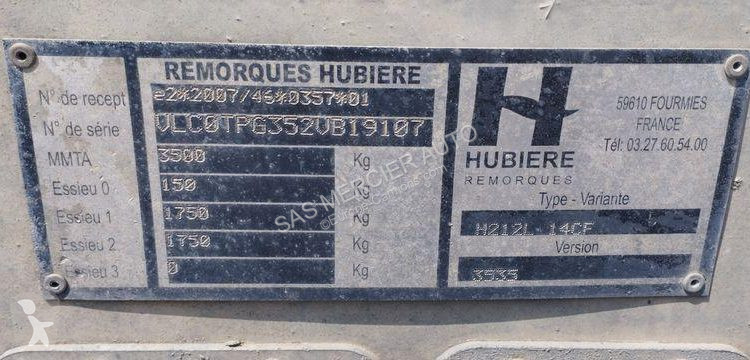 REMORQUES HUBIERE
N° de recept e2*2007/46*0357*01
N° de série VLC0TPG352VB19107
MMTA 3500 Kg
Essieu 0 150 Kg
Essieu 1 1750 Kg
Essieu 2 1750 Kg
Essieu 3 0 Kg
H
HUBIERE
REMORQUES
59610 FOURMIES
FRANCE
Tél: 03.27.60.54.00
Type - Variante
H212L 14CF
Version
3535
SAS MERCIER AUTO